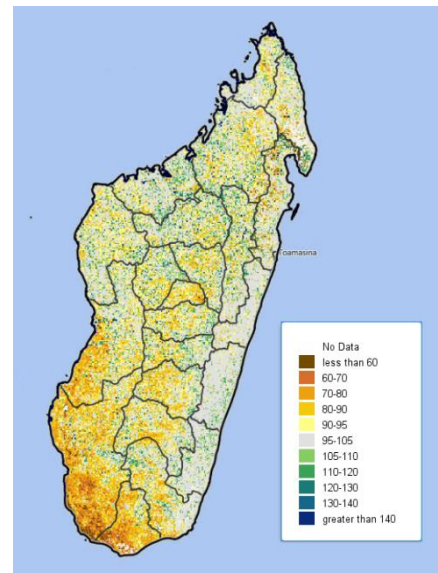 Toamasina
No Data
less than 60
60-70
70-80
80-90
90-95
95-105
105-110
110-120
120-130
130-140
greater than 140